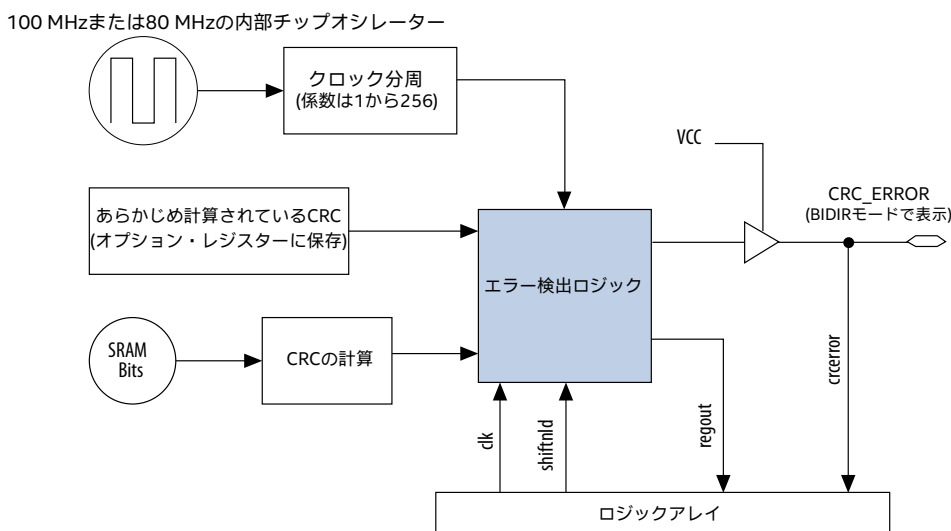 100 MHzまたは80 MHzの内部チップオシレーター
クロック分周
(係数は1から256)
VCC
CRC_ERROR
(BIDIRモードで表示)
あらかじめ計算されているCRC
(オプション・レジスターに保存)
エラー検出ロジック
SRAM
Bits
CRCの計算
clk
shiftnld
regout
crcerror
ロジックアレイ